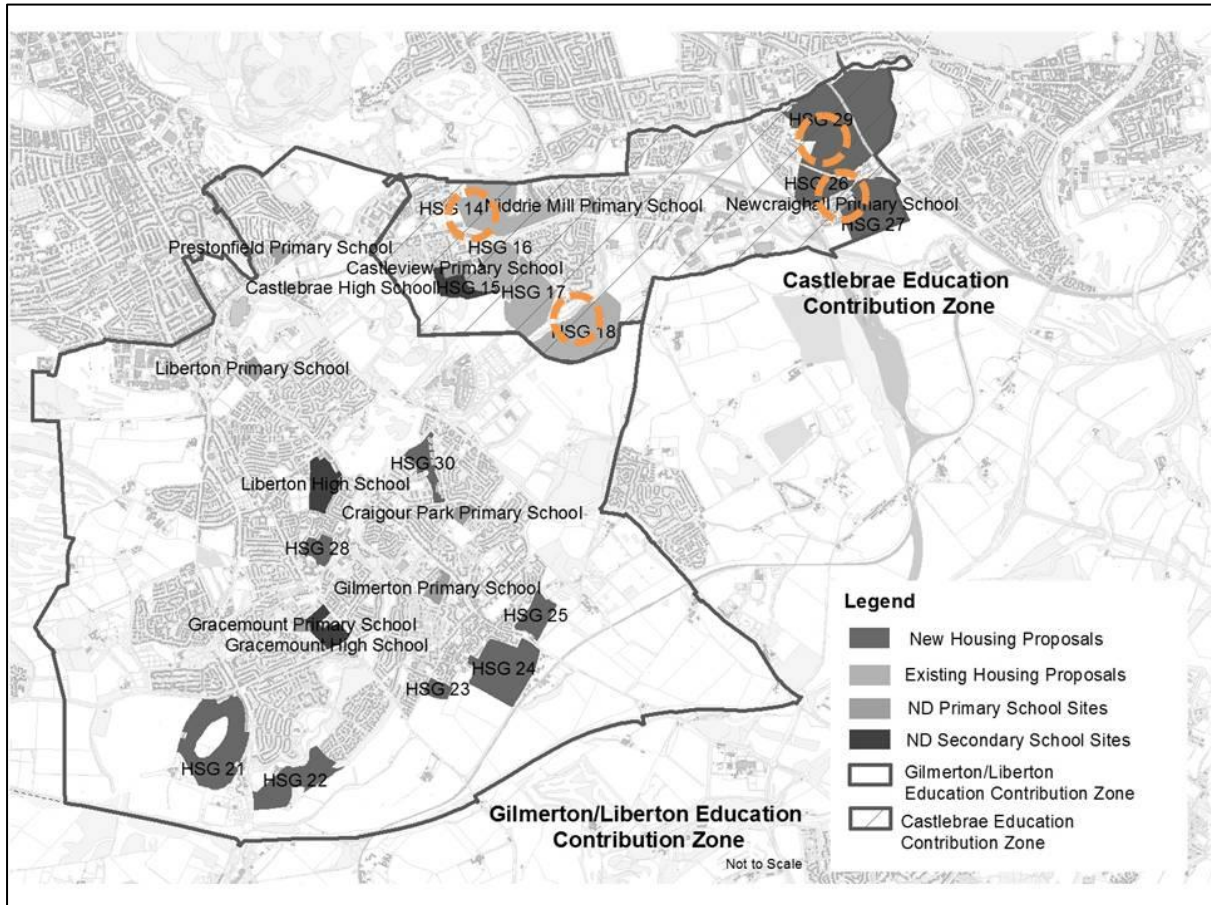 HSG 29
HSG 26
Newcraighall Primary School
HSG 27
HSG 14
Niddrie Mill Primary School
HSG 16
Prestonfield Primary School
Castleview Primary School
Castlebrae High School
HSG 15
HSG 17
HSG 18
Castlebrae Education
Contribution Zone
Liberton Primary School
HSG 30
Liberton High School
Craigour Park Primary School
HSG 28
Gilmerton Primary School
HSG 25
Gracemount Primary School
Gracemount High School
HSG 24
HSG 23
HSG 21
HSG 22
Gilmerton/Liberton Education
Contribution Zone
Not to Scale
Legend
New Housing Proposals
Existing Housing Proposals
ND Primary School Sites
ND Secondary School Sites
Gilmerton/Liberton
Education Contribution Zone
Castlebrae Education
Contribution Zone